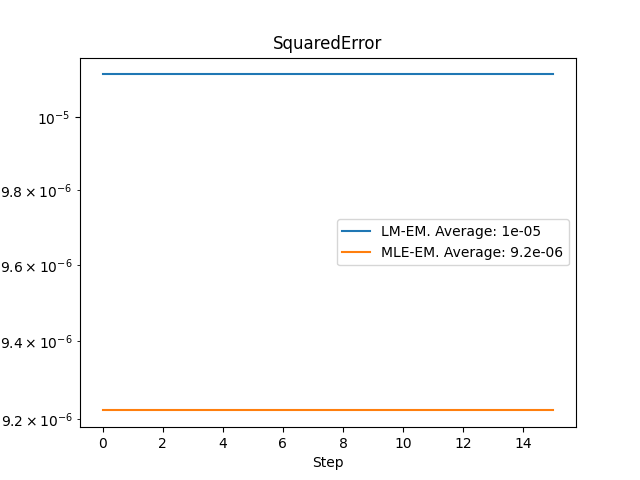 SquaredError
10⁻⁵
9.8 × 10⁻⁶
9.6 × 10⁻⁶
9.4 × 10⁻⁶
9.2 × 10⁻⁶
LM-EM. Average: 1e-05
MLE-EM. Average: 9.2e-06
0 2 4 6 8 10 12 14
Step